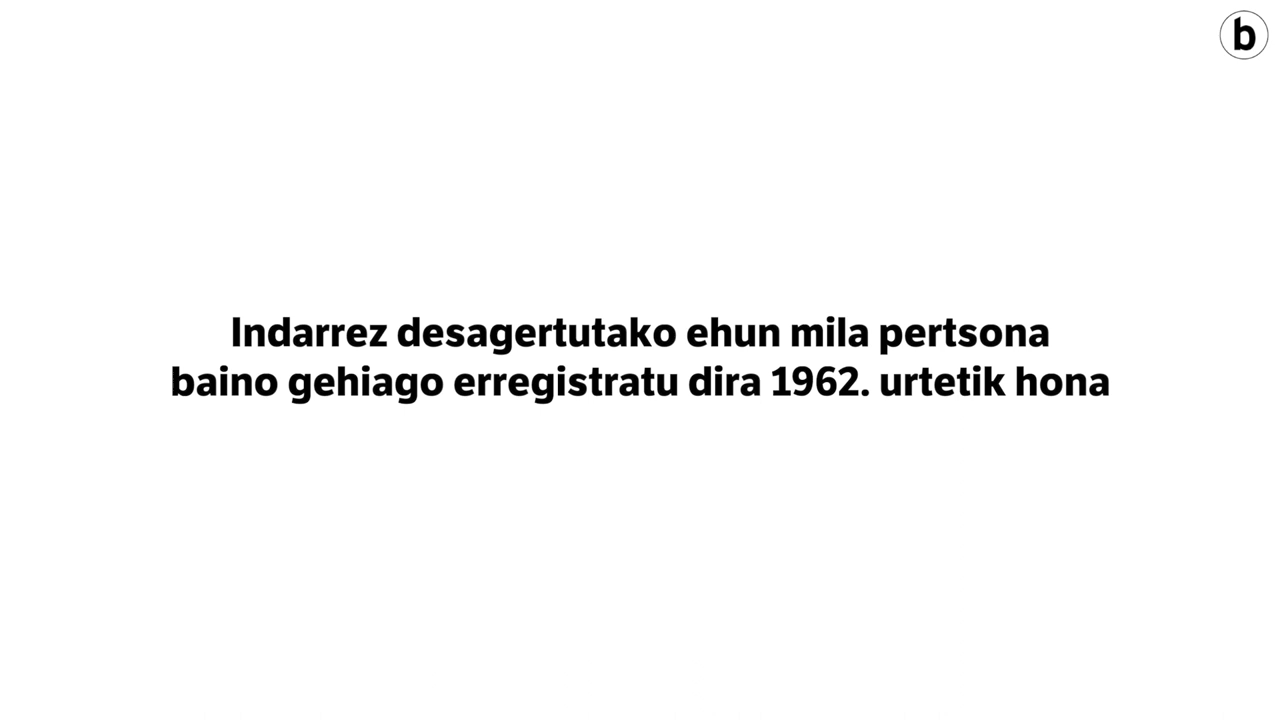 b
Indarrez desagertutako ehun mila pertsona
baino gehiago erregistratu dira 1962. urtetik hona